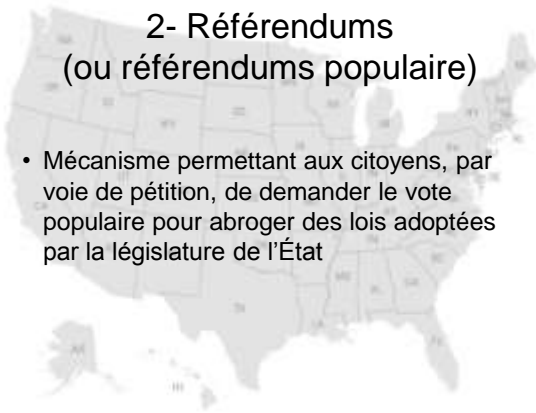 2- Référendums
(ou référendums populaire)
• Mécanisme permettant aux citoyens, par
voie de pétition, de demander le vote
populaire pour abroger des lois adoptées
par la législature de l'État